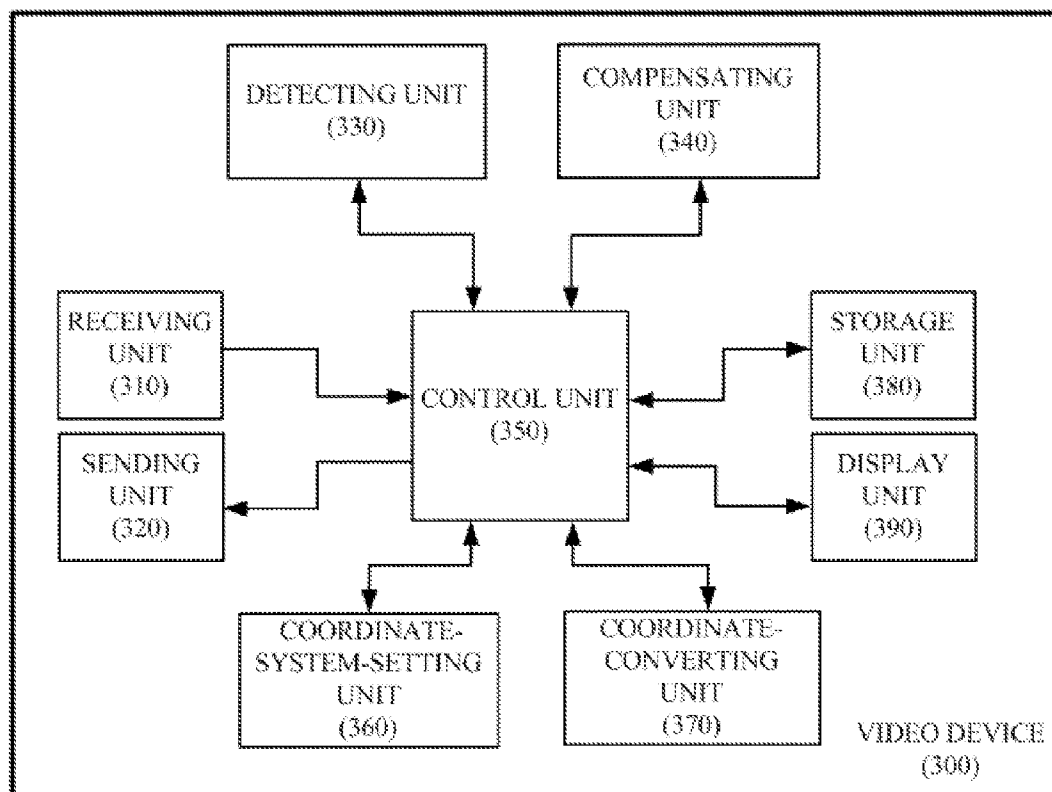 DETECTING UNIT
(330)
COMPENSATING
UNIT
(340)
RECEIVING
UNIT
(310)
CONTROL UNIT
(350)
STORAGE
UNIT
(380)
SENDING
UNIT
(320)
DISPLAY
UNIT
(390)
COORDINATE-
SYSTEM-SETTING
UNIT
(360)
COORDINATE-
CONVERTING
UNIT
(370)
VIDEO DEVICE
(300)